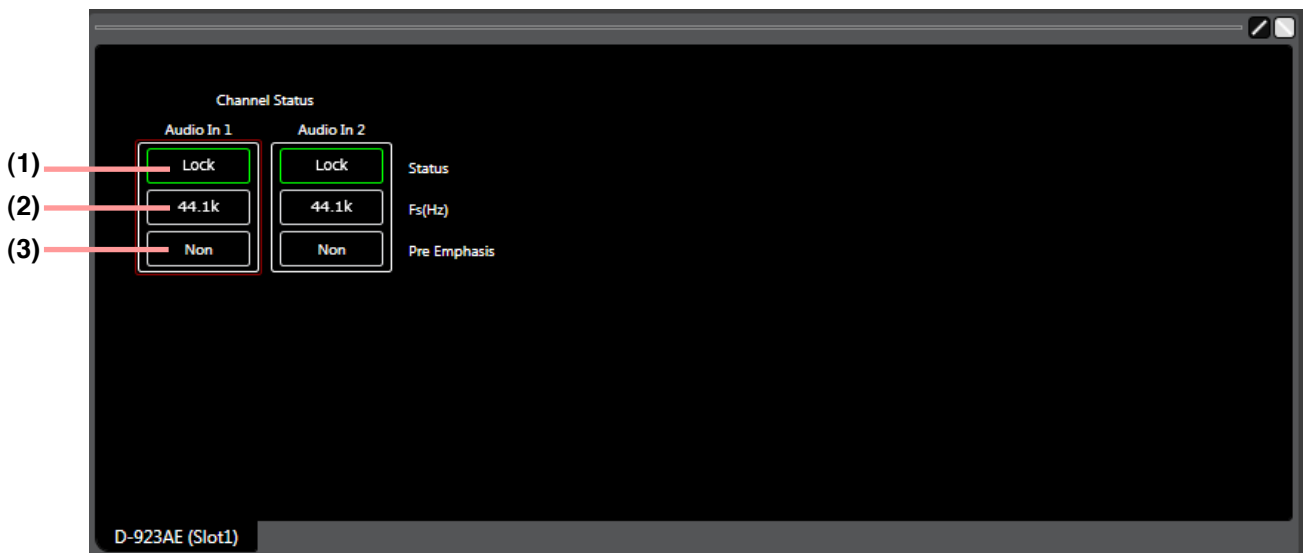 Channel Status
Audio In 1 Audio In 2
(1) Lock Lock Status
(2) 44.1k 44.1k Fs(Hz)
(3) Non Non Pre Emphasis
D-923AE (Slot1)